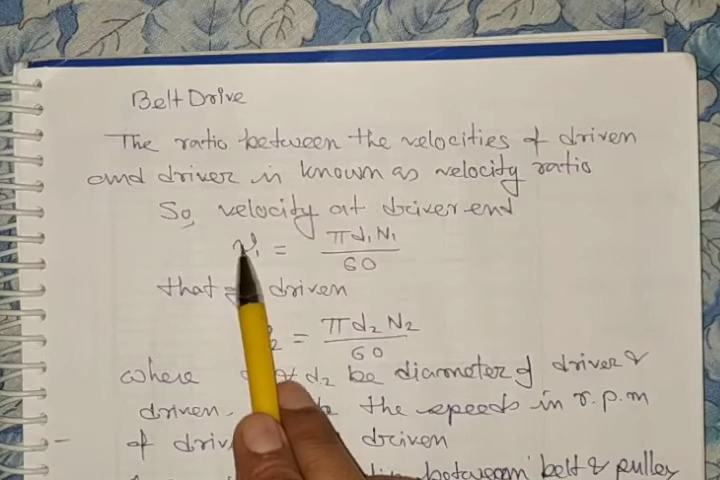 Belt Drive
The ratio between the velocities of driven
and driver is known as velocity ratio
So, velocity at driver end
v₁ = πd₁N₁ / 60
that driven
₂ = πd₂N₂ / 60
where d₂ be diameter of driver &
driven. the speeds in r.p.m
of driven
between belt & pulley